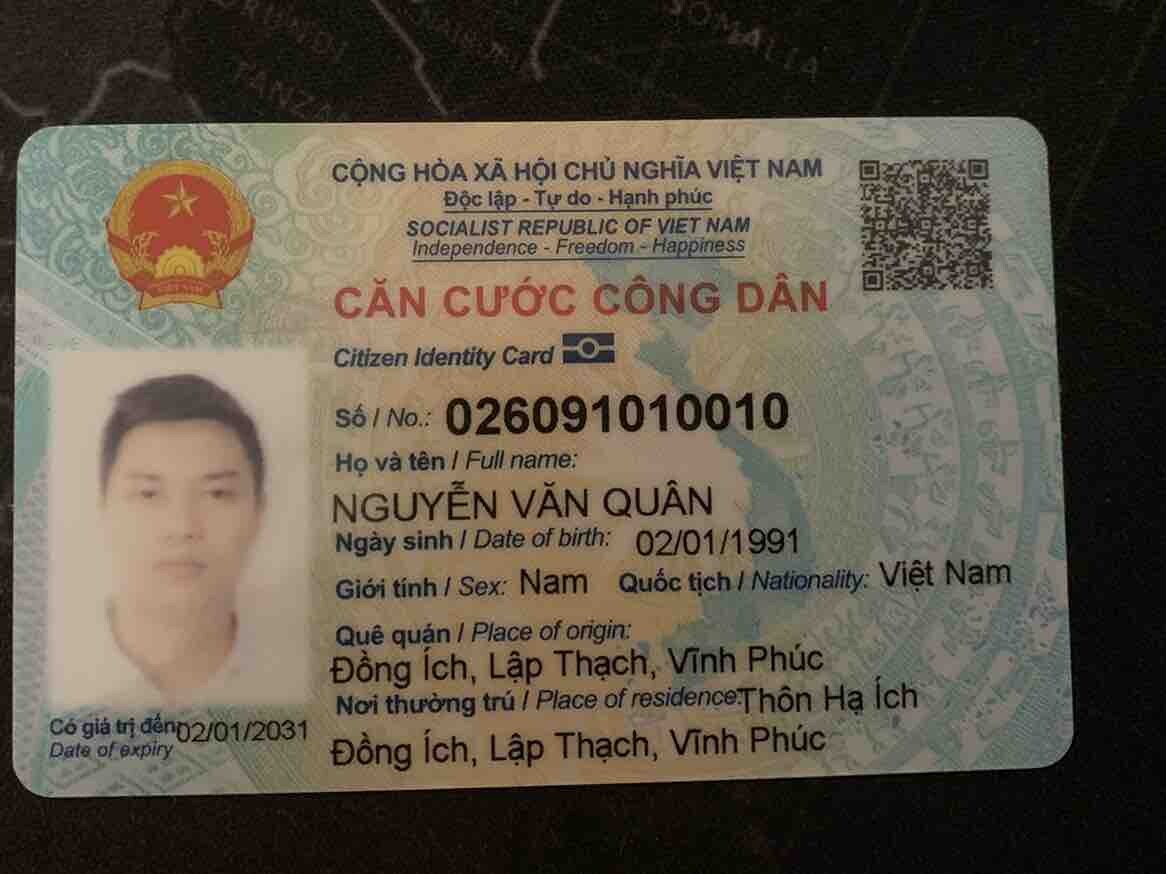 TANZA
SOMALIA
CỘNG HÒA XÃ HỘI CHỦ NGHĨA VIỆT NAM
Độc lập - Tự do - Hạnh phúc
SOCIALIST REPUBLIC OF VIET NAM
Independence - Freedom - Happiness
CĂN CƯỚC CÔNG DÂN
Citizen Identity Card
Số / No.: 026091010010
Họ và tên / Full name:
NGUYỄN VĂN QUÂN
Ngày sinh / Date of birth: 02/01/1991
Giới tính / Sex: Nam Quốc tịch / Nationality: Việt Nam
Quê quán / Place of origin:
Đồng Ích, Lập Thạch, Vĩnh Phúc
Nơi thường trú / Place of residence: Thôn Hạ Ích
Đồng Ích, Lập Thạch, Vĩnh Phúc
Có giá trị đến: 02/01/2031
Date of expiry